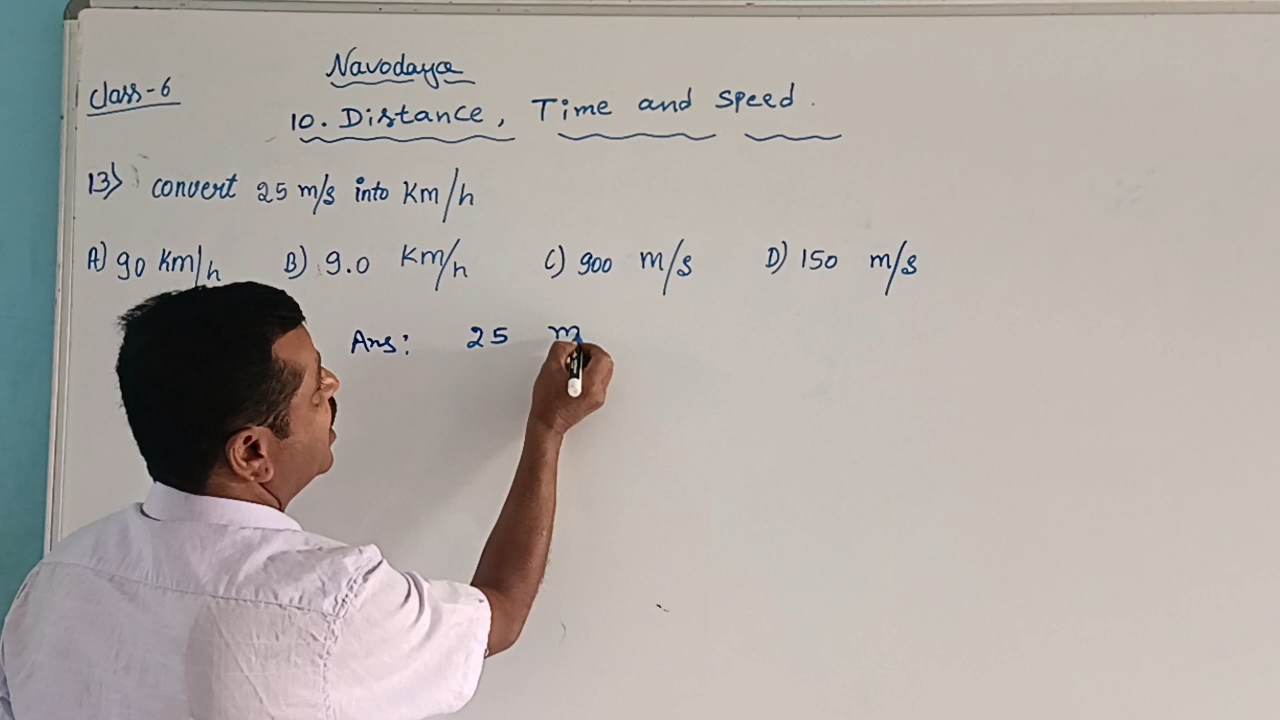 Navodaya
Class-6
10. Distance, Time and Speed.
13) convert 25 m/s into Km/h
A) 90 Km/h B) 9.0 Km/h C) 900 m/s D) 150 m/s
Ans: 25 m